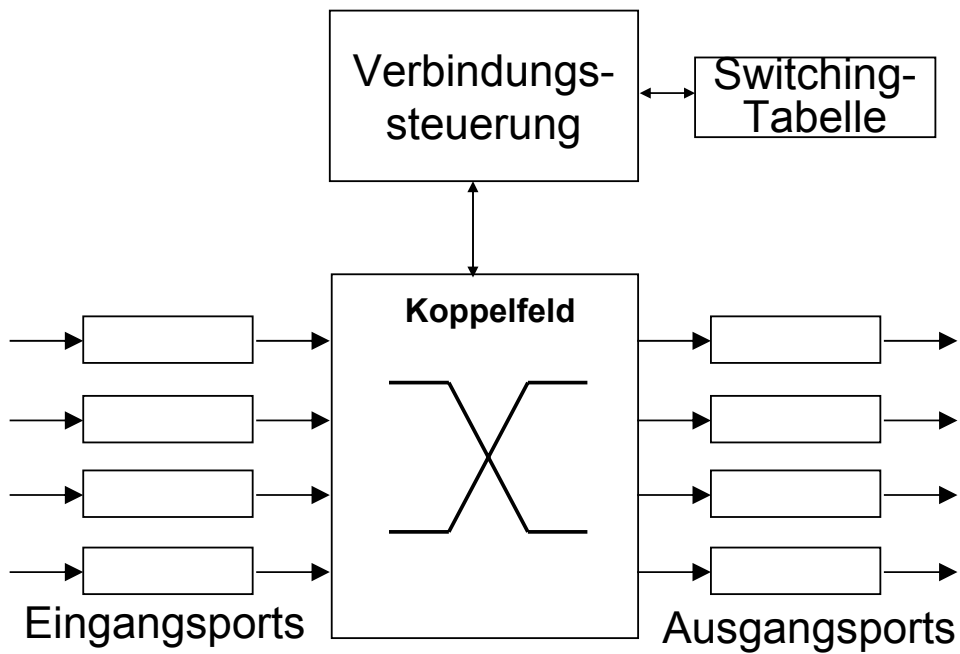 Verbindungs-
steuerung
Switching-
Tabelle
Koppelfeld
Eingangsports
Ausgangsports